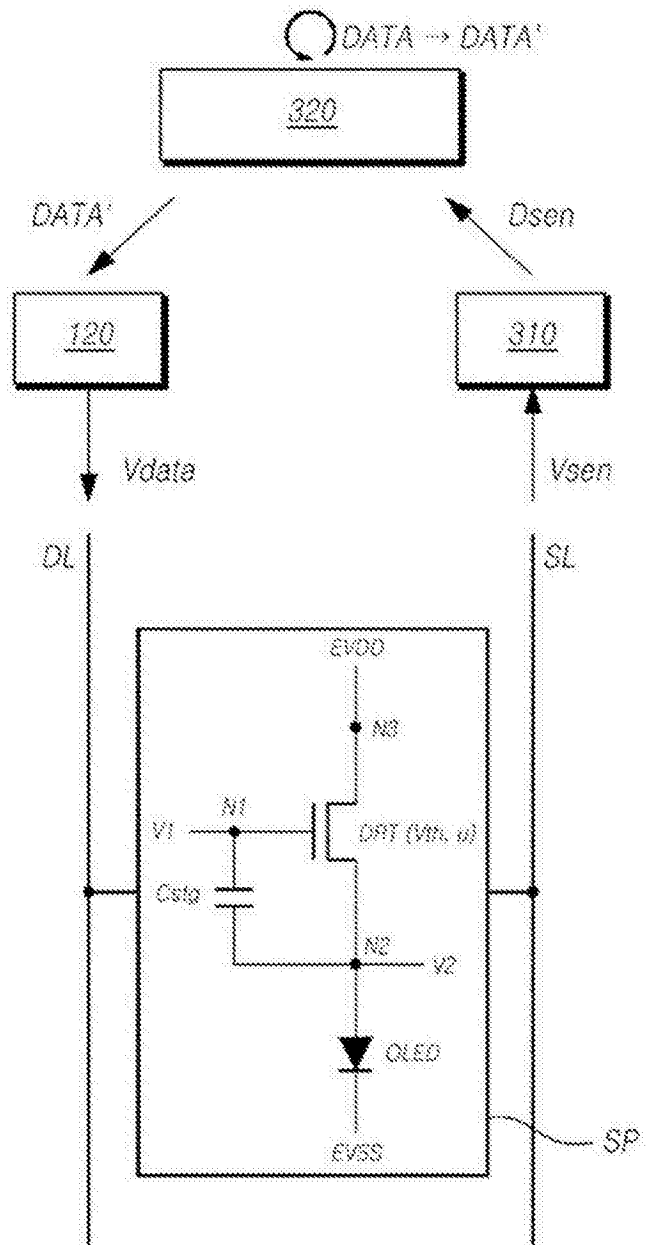 DATA → DATA'
320
DATA'
Dsen
120
310
Vdata
Vsen
DL
SL
EVDD
N3
N1
V1
DRT (Vth, μ)
Cstg
N2
V2
OLED
EVSS
SP